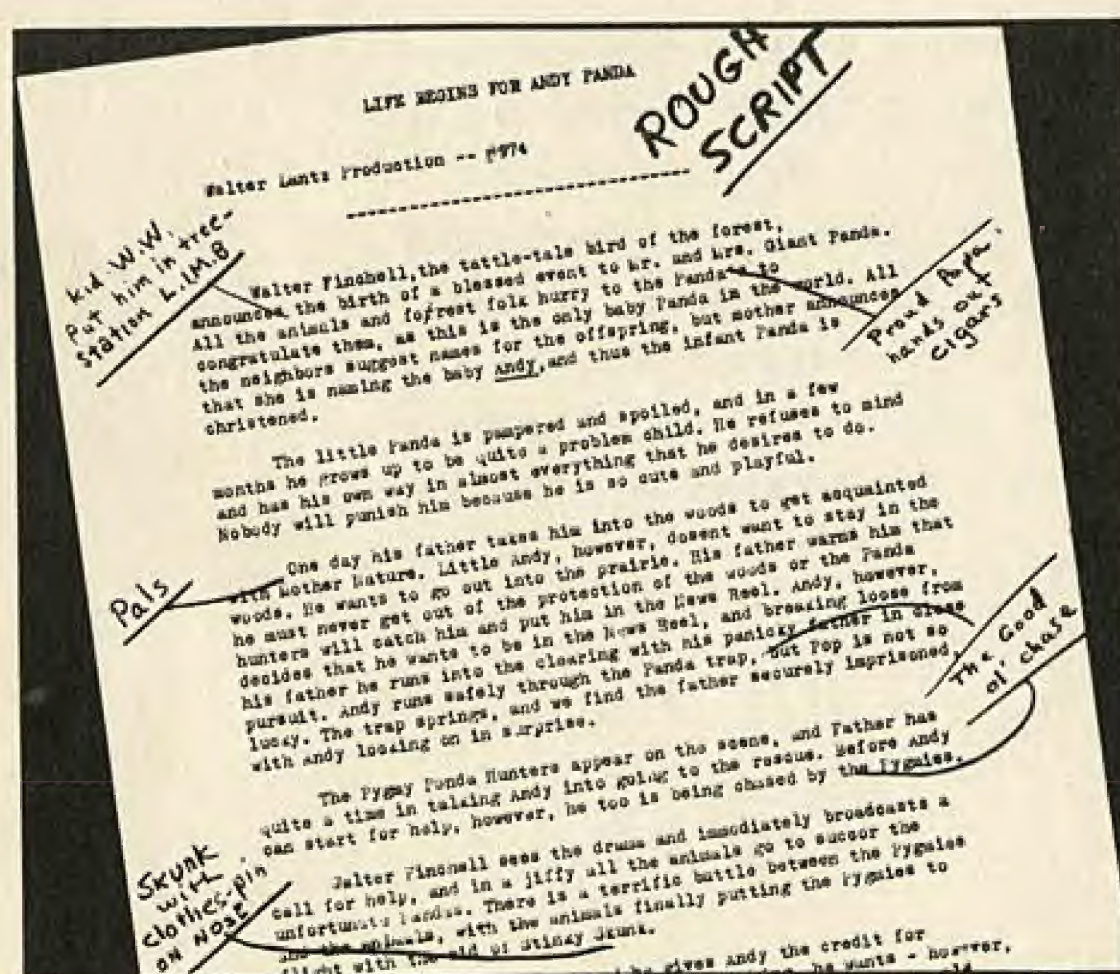 LIFE BEGINS FOR ANDY PANDA
ROUGH
SCRIPT
Walter Lantz Production -- #974
Kid W.W.
Put him in tree-
station L.I.M.B
Walter Finchell, the tattle-tale bird of the forest,
announces the birth of a blessed event to Mr. and Mrs. Giant Panda.
All the animals and forrest folk hurry to the Panda's to
congratulate them, as this is the only baby Panda in the world. All
the neighbors suggest names for the offspring, but mother announces
that she is naming the baby Andy, and thus the infant Panda is
christened.
Proud Papa.
hands out
cigars
The little Panda is pampered and spoiled, and in a few
months he grows up to be quite a problem child. He refuses to mind
and has his own way in almost everything that he desires to do.
Nobody will punish him because he is so cute and playful.
One day his father takes him into the woods to get acquainted
with Mother Nature. Little Andy, however, dosent want to stay in the
woods. He wants to go out into the prairie. His father warns him that
he must never get out of the protection of the woods or the Panda
hunters will catch him and put him in the News Reel. Andy, however,
decides that he wants to be in the News Reel, and breaking loose from
his father he runs into the clearing with his panicky father in close
pursuit. Andy runs safely through the Panda trap, but Pop is not so
lucky. The trap springs, and we find the father securely imprisoned,
with Andy looking on in surprise.
Pals
The Good
ol' chase
The Pygmy Panda Hunters appear on the scene, and Father has
quite a time in talking Andy into going to the rescue. Before Andy
can start for help, however, he too is being chased by the Pygmies.
Skunk
with
clothes-pin
on NOSE
Walter Finchell sees the drama and immediately broadcasts a
call for help, and in a jiffy all the animals go to succor the
unfortunate Pandas. There is a terrific battle between the Pygmies
and the animals, with the animals finally putting the Pygmies to
flight with the aid of Stinky Skunk.
he gives Andy the credit for
he wants - however,